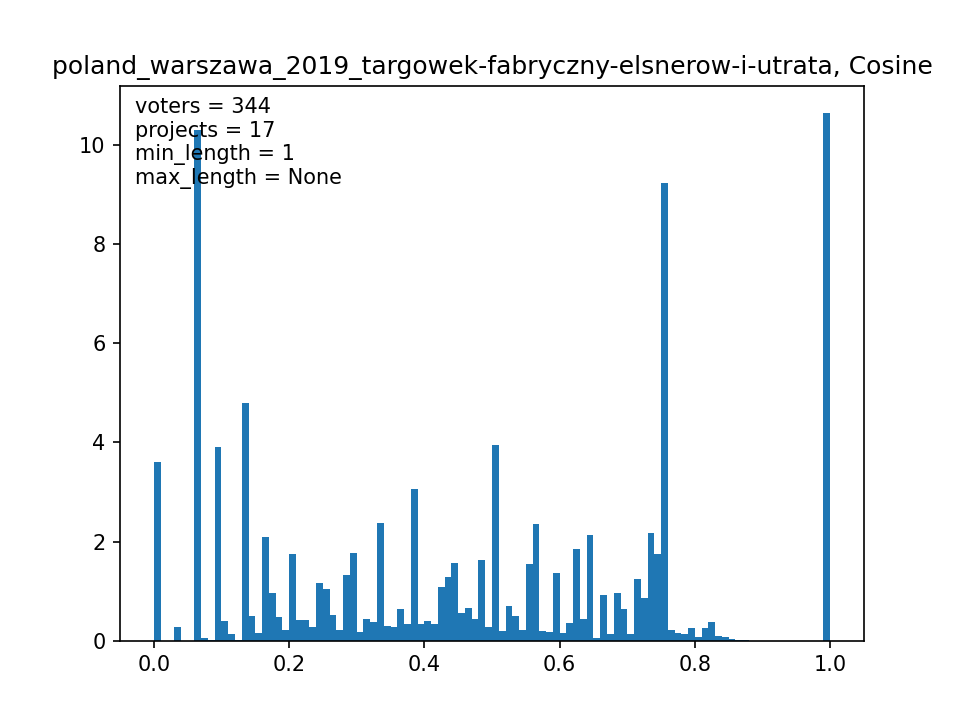 poland_warszawa_2019_targowek-fabryczny-elsnerow-i-utrata, Cosine
voters = 344
projects = 17
min_length = 1
max_length = None
10
8
6
4
2
0
0.0 0.2 0.4 0.6 0.8 1.0